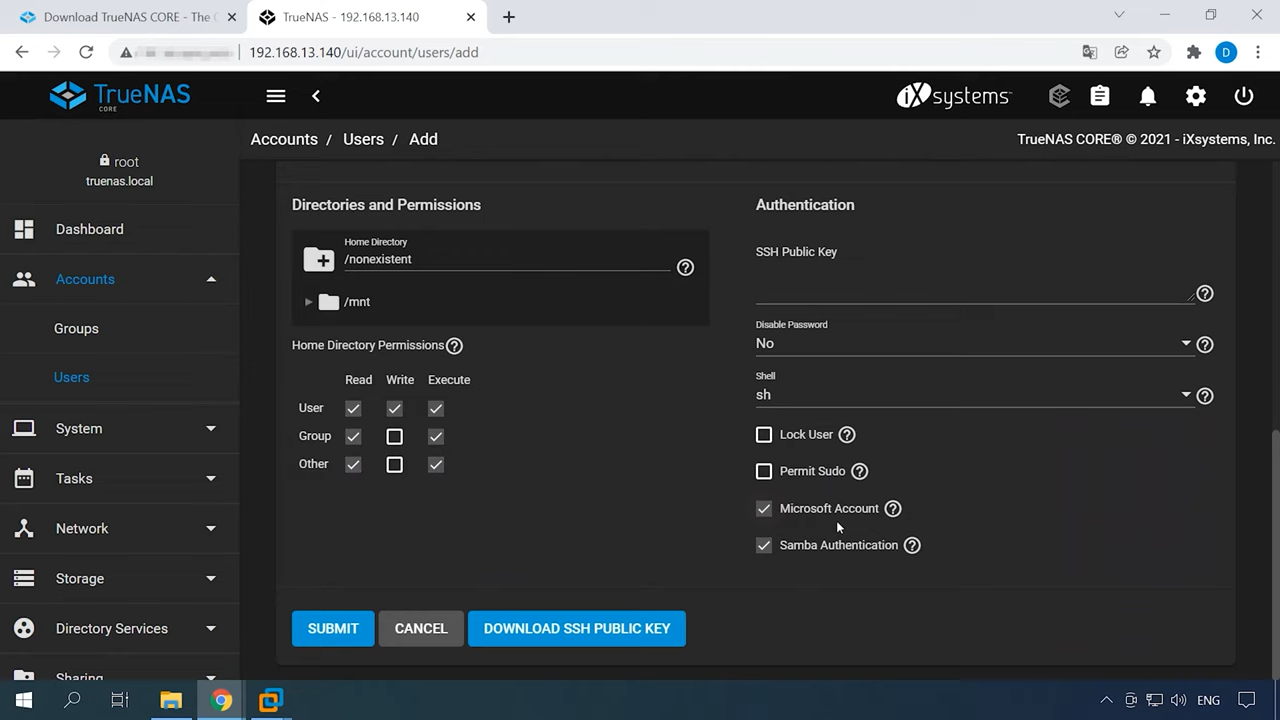 Download TrueNAS CORE - The C
TrueNAS - 192.168.13.140
192.168.13.140/ui/account/users/add
D
TrueNAS
CORE
iXsystems
root
truenas.local
Accounts / Users / Add
TrueNAS CORE® © 2021 - iXsystems, Inc.
Dashboard
Accounts
Groups
Users
System
Tasks
Network
Storage
Directory Services
Sharing
Directories and Permissions
Home Directory
/nonexistent
/mnt
Home Directory Permissions
Read Write Execute
User
Group
Other
Authentication
SSH Public Key
Disable Password
No
Shell
sh
Lock User
Permit Sudo
Microsoft Account
Samba Authentication
SUBMIT
CANCEL
DOWNLOAD SSH PUBLIC KEY
ENG